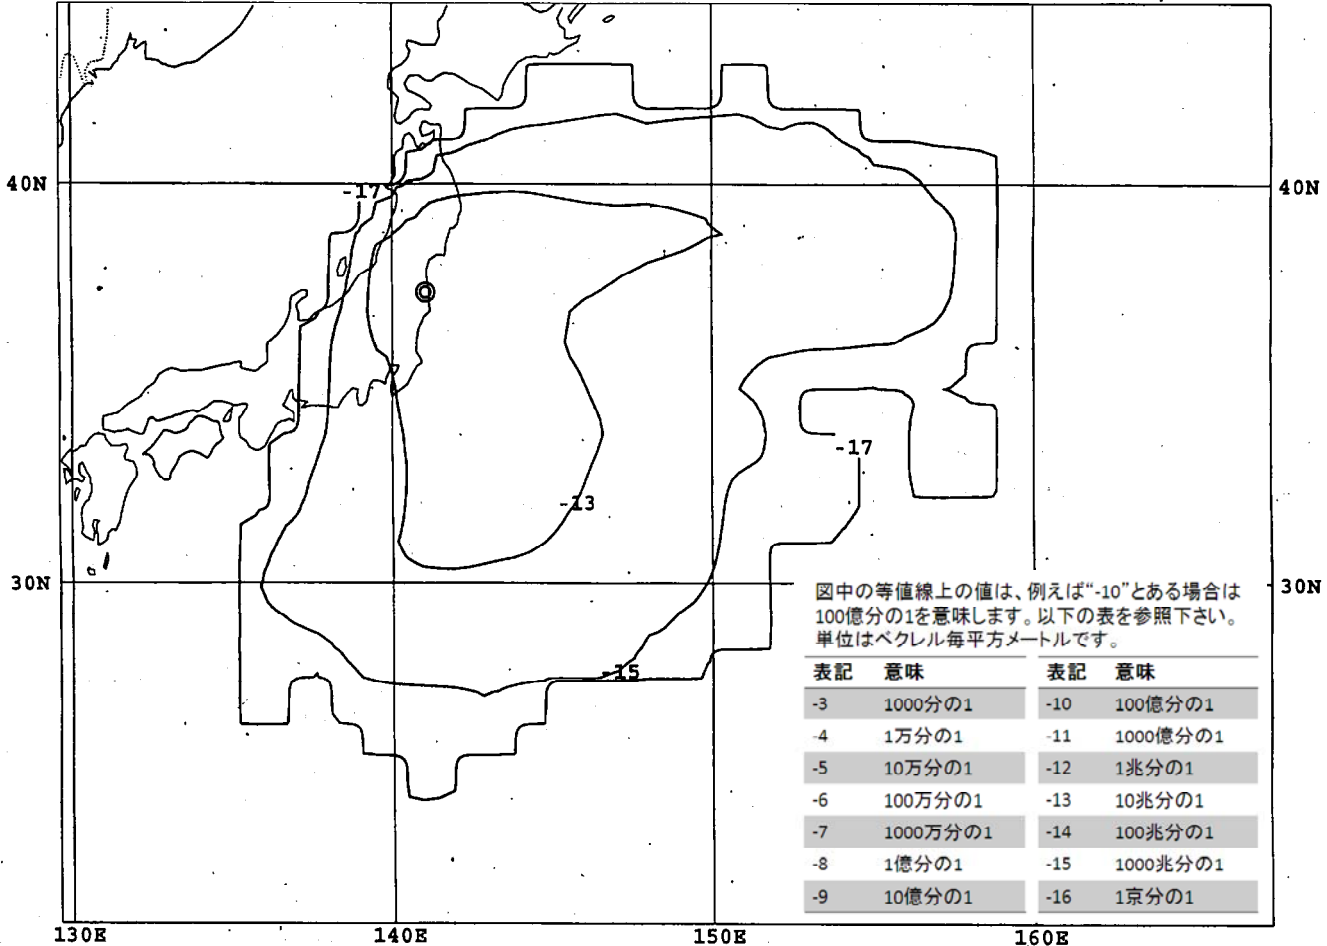 40N
-17
40N
-17
-13
30N
30N
図中の等値線上の値は、例えば“-10”とある場合は
100億分の1を意味します。以下の表を参照下さい。
単位はベクレル毎平方メートルです。
-15
表記 意味 表記 意味
-3 1000分の1 -10 100億分の1
-4 1万分の1 -11 1000億分の1
-5 10万分の1 -12 1兆分の1
-6 100万分の1 -13 10兆分の1
-7 1000万分の1 -14 100兆分の1
-8 1億分の1 -15 1000兆分の1
-9 10億分の1 -16 1京分の1
130E 140E 150E 160E